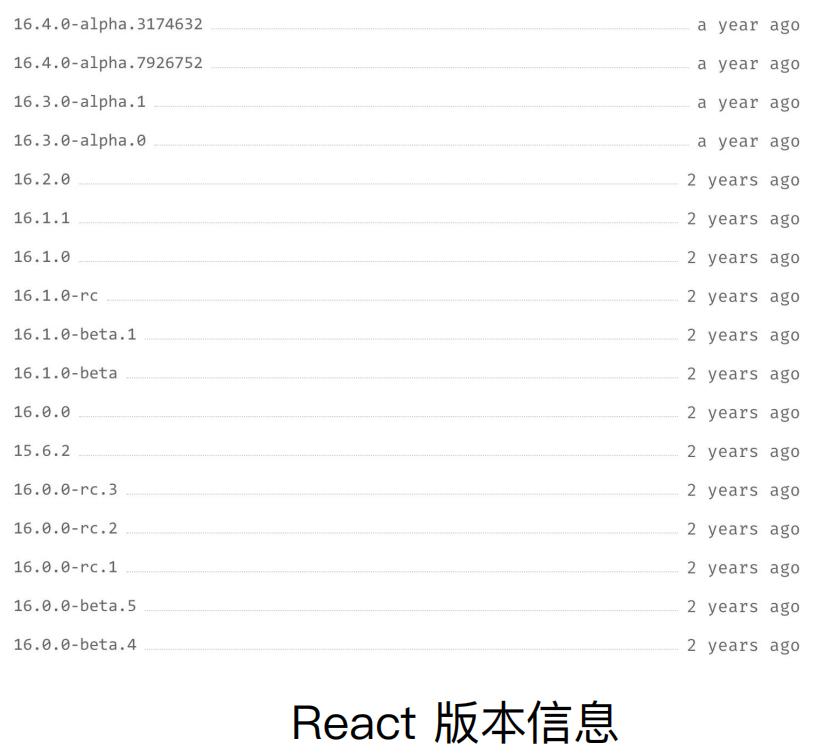 16.4.0-alpha.3174632 a year ago
16.4.0-alpha.7926752 a year ago
16.3.0-alpha.1 a year ago
16.3.0-alpha.0 a year ago
16.2.0 2 years ago
16.1.1 2 years ago
16.1.0 2 years ago
16.1.0-rc 2 years ago
16.1.0-beta.1 2 years ago
16.1.0-beta 2 years ago
16.0.0 2 years ago
15.6.2 2 years ago
16.0.0-rc.3 2 years ago
16.0.0-rc.2 2 years ago
16.0.0-rc.1 2 years ago
16.0.0-beta.5 2 years ago
16.0.0-beta.4 2 years ago
React 版本信息